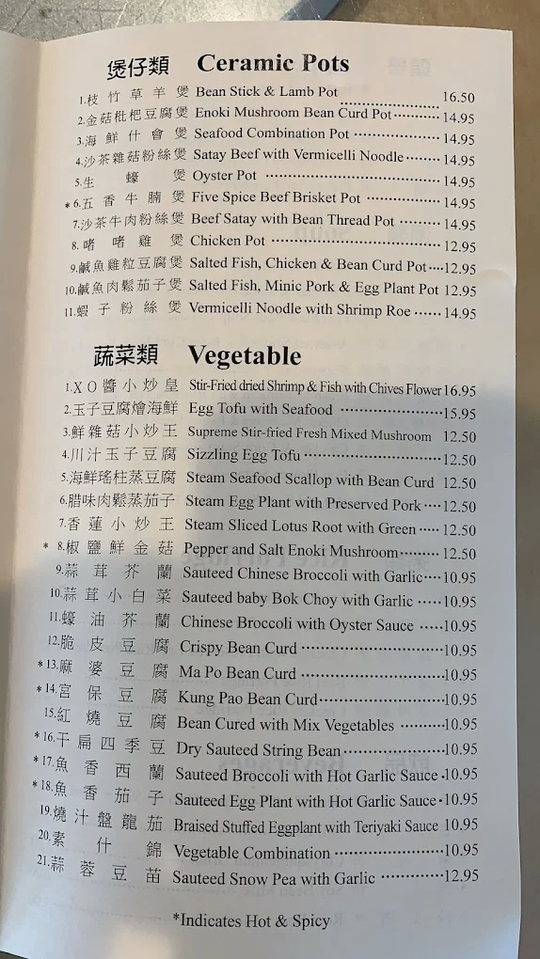 煲仔類 Ceramic Pots
1.枝竹草羊煲 Bean Stick & Lamb Pot 16.50
2.金菇枇杷豆腐煲 Enoki Mushroom Bean Curd Pot 14.95
3.海鮮什會煲 Seafood Combination Pot 14.95
4.沙茶雜菇粉絲煲 Satay Beef with Vermicelli Noodle 14.95
5.生蠔煲 Oyster Pot 14.95
*6.五香牛腩煲 Five Spice Beef Brisket Pot 14.95
7.沙茶牛肉粉絲煲 Beef Satay with Bean Thread Pot 14.95
8.啫啫雞煲 Chicken Pot 12.95
9.鹹魚雞粒豆腐煲 Salted Fish, Chicken & Bean Curd Pot 12.95
10.鹹魚肉鬆茄子煲 Salted Fish, Minic Pork & Egg Plant Pot 12.95
11.蝦子粉絲煲 Vermicelli Noodle with Shrimp Roe 14.95
蔬菜類 Vegetable
1.XO醬小炒皇 Stir-Fried dried Shrimp & Fish with Chives Flower 16.95
2.玉子豆腐燴海鮮 Egg Tofu with Seafood 15.95
3.鮮雜菇小炒王 Supreme Stir-fried Fresh Mixed Mushroom 12.50
4.川汁玉子豆腐 Sizzling Egg Tofu 12.50
5.海鮮瑤柱蒸豆腐 Steam Seafood Scallop with Bean Curd 12.50
6.腊味肉鬆蒸茄子 Steam Egg Plant with Preserved Pork 12.50
7.香蓮小炒王 Steam Sliced Lotus Root with Green 12.50
*8.椒鹽鮮金菇 Pepper and Salt Enoki Mushroom 12.50
9.蒜茸芥蘭 Sauteed Chinese Broccoli with Garlic 10.95
10.蒜茸小白菜 Sauteed baby Bok Choy with Garlic 10.95
11.蠔油芥蘭 Chinese Broccoli with Oyster Sauce 10.95
12.脆皮豆腐 Crispy Bean Curd 10.95
*13.麻婆豆腐 Ma Po Bean Curd 10.95
*14.宮保豆腐 Kung Pao Bean Curd 10.95
15.紅燒豆腐 Bean Cured with Mix Vegetables 10.95
*16.干扁四季豆 Dry Sauteed String Bean 10.95
*17.魚香西蘭 Sauteed Broccoli with Hot Garlic Sauce 10.95
*18.魚香茄子 Sauteed Egg Plant with Hot Garlic Sauce 10.95
19.燒汁盤龍茄 Braised Stuffed Eggplant with Teriyaki Sauce 10.95
20.素什錦 Vegetable Combination 10.95
21.蒜蓉豆苗 Sauteed Snow Pea with Garlic 12.95
*Indicates Hot & Spicy